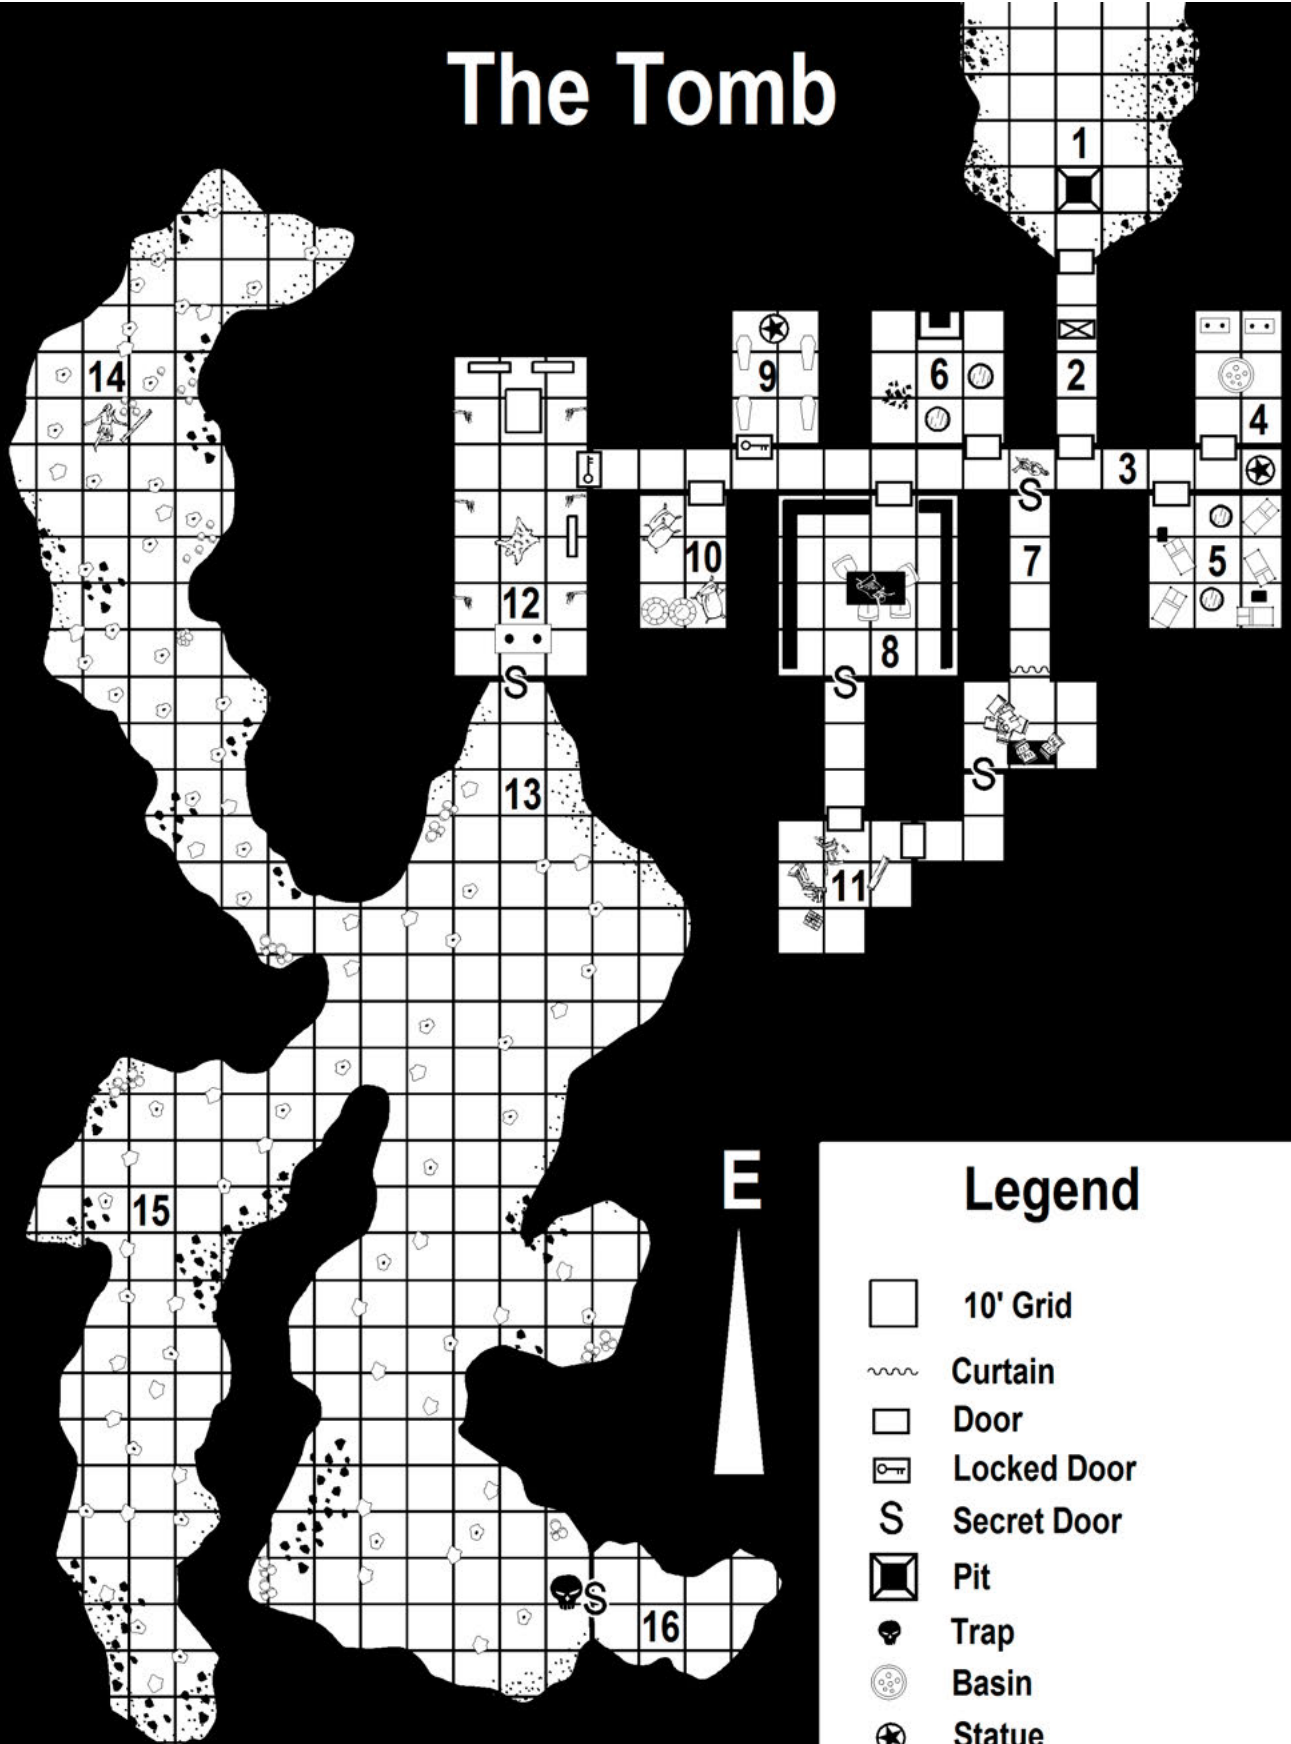 The Tomb
1
14
9
6
2
4
3
10
7
5
12
8
13
11
E
Legend
15
10' Grid
Curtain
Door
Locked Door
S
Secret Door
Pit
Trap
16
Basin
Statue
S
S
S
S
S